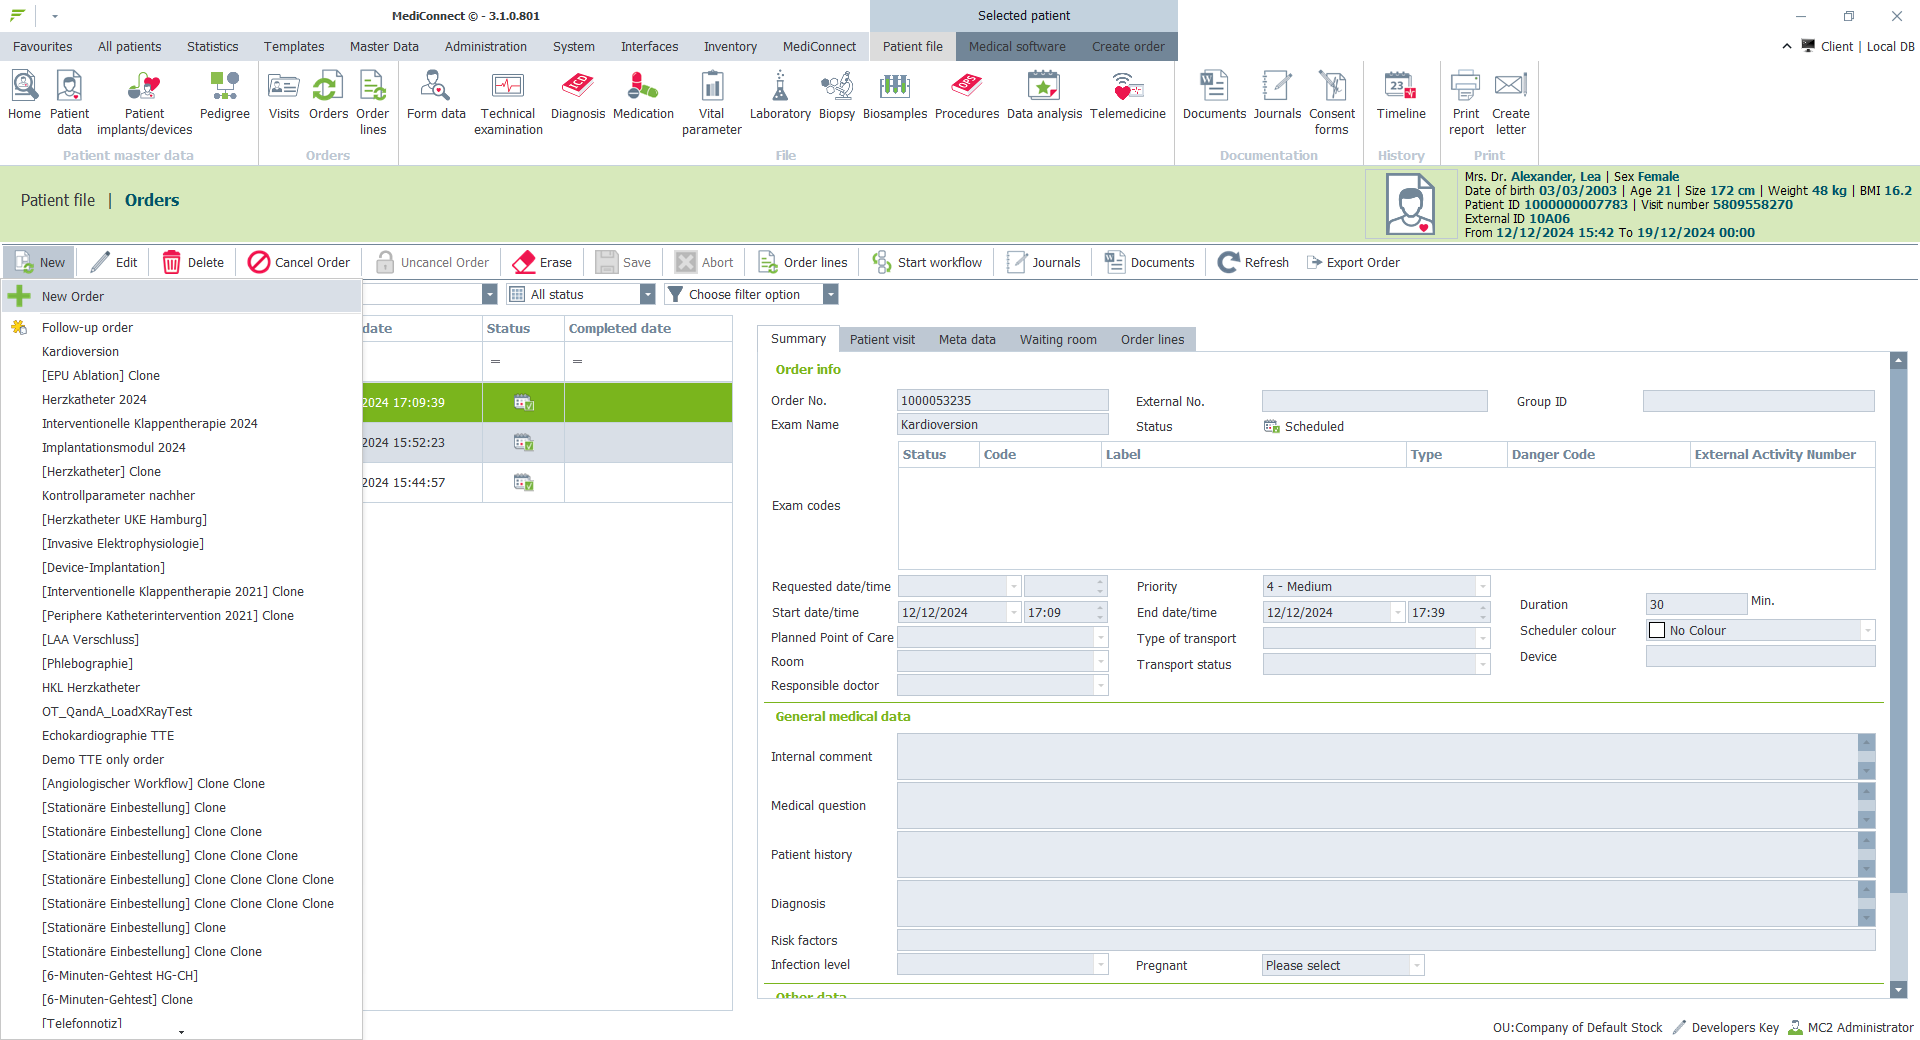 MediConnect © - 3.1.0.801
Selected patient
Favourites All patients Statistics Templates Master Data Administration System Interfaces Inventory MediConnect Patient file Medical software Create order
Client | Local DB
Home Patient data Patient implants/devices Pedigree
Patient master data
Visits Orders Order lines
Orders
Form data Technical examination Diagnosis Medication Vital parameter Laboratory Biopsy Biosamples Procedures Data analysis Telemedicine
File
Documents Journals Consent forms
Documentation
23
Timeline
History
Print report Create letter
Print
Patient file | Orders
Mrs. Dr. Alexander, Lea | Sex Female
Date of birth 03/03/2003 | Age 21 | Size 172 cm | Weight 48 kg | BMI 16.2
Patient ID 1000000007783 | Visit number 5809558270
External ID 10A06
From 12/12/2024 15:42 To 19/12/2024 00:00
New Edit Delete Cancel Order Uncancel Order Erase Save Abort Order lines Start workflow Journals Documents Refresh Export Order
New Order
Follow-up order
Kardioversion
[EPU Ablation] Clone
Herzkatheter 2024
Interventionelle Klappentherapie 2024
Implantationsmodul 2024
[Herzkatheter] Clone
Kontrollparameter nachher
[Herzkatheter UKE Hamburg]
[Invasive Elektrophysiologie]
[Device-Implantation]
[Interventionelle Klappentherapie 2021] Clone
[Periphere Katheterintervention 2021] Clone
[LAA Verschluss]
[Phlebographie]
HKL Herzkatheter
OT_QandA_LoadXRayTest
Echokardiographie TTE
Demo TTE only order
[Angiologischer Workflow] Clone Clone
[Stationäre Einbestellung] Clone
[Stationäre Einbestellung] Clone Clone
[Stationäre Einbestellung] Clone Clone Clone
[Stationäre Einbestellung] Clone Clone Clone Clone
[Stationäre Einbestellung] Clone Clone Clone Clone
[Stationäre Einbestellung] Clone
[Stationäre Einbestellung] Clone Clone
[6-Minuten-Gehtest HG-CH]
[6-Minuten-Gehtest] Clone
[Telefonnotiz]
All status Choose filter option
date Status Completed date
= =
2024 17:09:39
2024 15:52:23
2024 15:44:57
Summary Patient visit Meta data Waiting room Order lines
Order info
Order No. 1000053235 External No. Group ID
Exam Name Kardioversion Status Scheduled
Status Code Label Type Danger Code External Activity Number
Exam codes
Requested date/time Priority 4 - Medium
Start date/time 12/12/2024 17:09 End date/time 12/12/2024 17:39 Duration 30 Min.
Planned Point of Care Type of transport Scheduler colour No Colour
Room Transport status Device
Responsible doctor
General medical data
Internal comment
Medical question
Patient history
Diagnosis
Risk factors
Infection level Pregnant Please select
Other data
OU:Company of Default Stock Developers Key MC2 Administrator